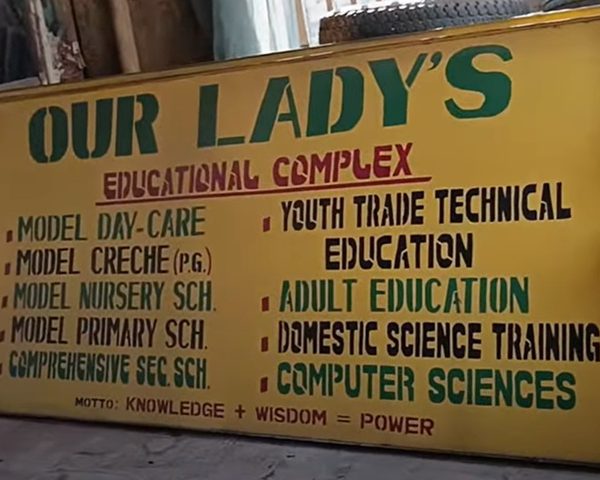 OUR LADY'S
EDUCATIONAL COMPLEX
MODEL DAY-CARE
MODEL CRECHE (P.G.)
MODEL NURSERY SCH.
MODEL PRIMARY SCH.
COMPREHENSIVE SEC. SCH.
YOUTH TRADE TECHNICAL
EDUCATION
ADULT EDUCATION
DOMESTIC SCIENCE TRAINING
COMPUTER SCIENCES
MOTTO: KNOWLEDGE + WISDOM = POWER